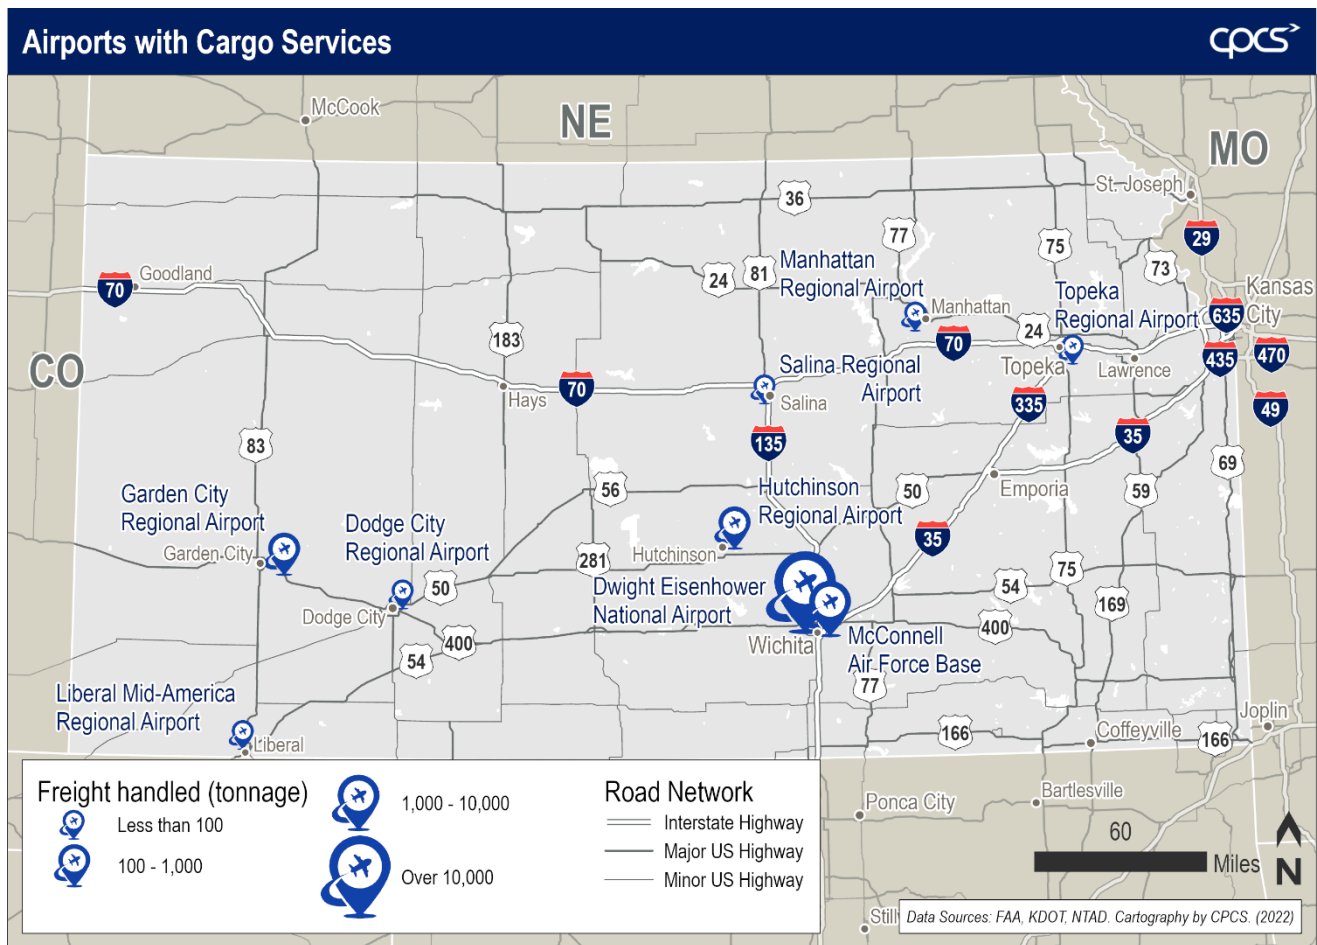 Airports with Cargo Services
cpcs
McCook
NE
MO
St. Joseph
36
77
75
29
Manhattan
Regional Airport
24
81
73
Goodland
70
Topeka
Regional Airport
Kansas
City
Manhattan
635
183
24
70
CO
Salina Regional
Airport
Topeka
Lawrence
435
470
70
Hays
Salina
335
49
83
135
35
69
Garden City
Regional Airport
56
Hutchinson
Regional Airport
50
Emporia
59
Dodge City
Regional Airport
Garden City
Hutchinson
35
281
Dwight Eisenhower
National Airport
50
54
75
169
Dodge City
400
400
54
Wichita
McConnell
Air Force Base
77
Liberal Mid-America
Regional Airport
Liberal
166
Coffeyville
166
Joplin
Freight handled (tonnage)
Less than 100
100 - 1,000
1,000 - 10,000
Over 10,000
Road Network
Interstate Highway
Major US Highway
Minor US Highway
Ponca City
Bartlesville
60
Miles
N
Still
Data Sources: FAA, KDOT, NTAD. Cartography by CPCS. (2022)